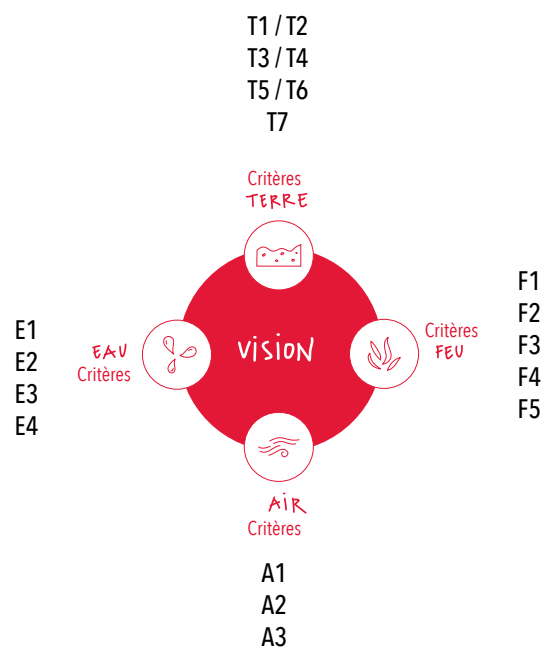 T1 / T2
T3 / T4
T5 / T6
T7
Critères
TERRE
E1
E2
E3
E4
EAU
Critères
VISION
Critères
FEU
F1
F2
F3
F4
F5
AIR
Critères
A1
A2
A3